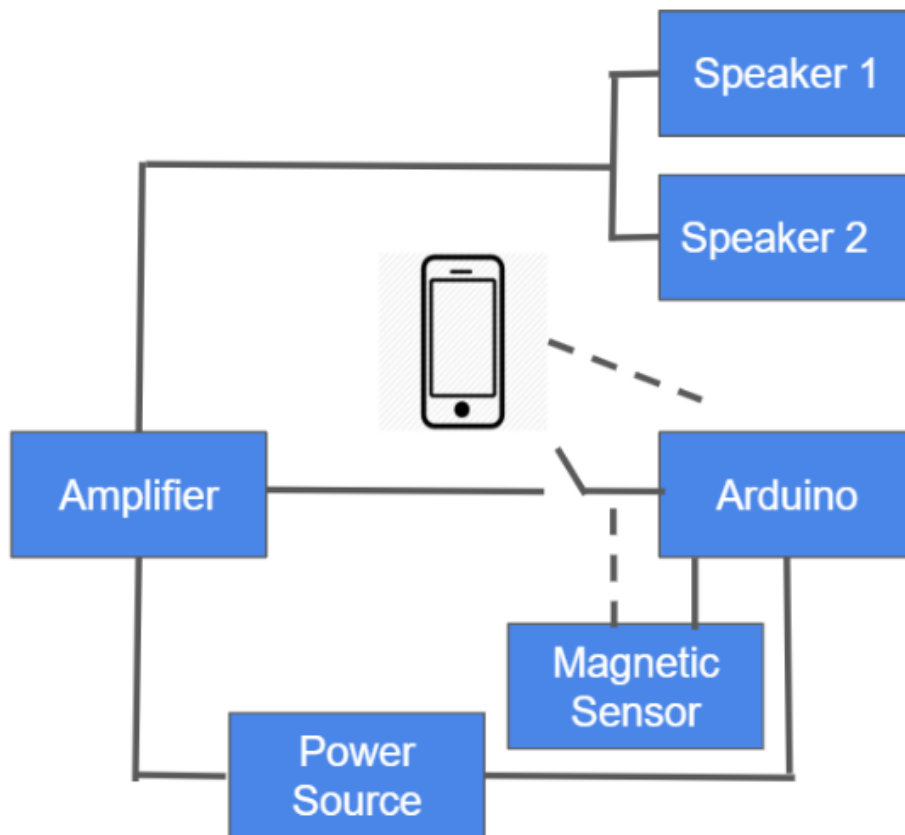 Speaker 1
Speaker 2
Amplifier
Arduino
Magnetic
Sensor
Power
Source